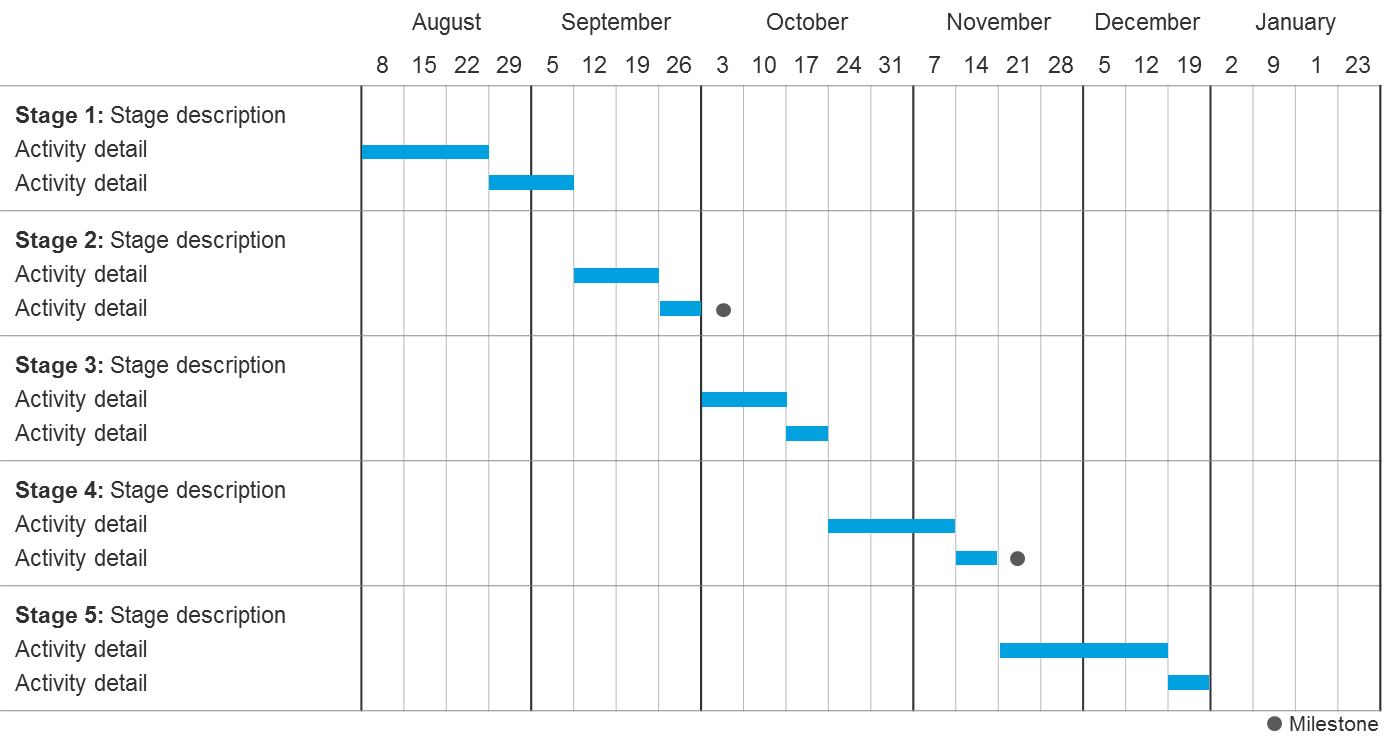 August September October November December January
8 15 22 29 5 12 19 26 3 10 17 24 31 7 14 21 28 5 12 19 2 9 1 23
Stage 1: Stage description
Activity detail
Activity detail
Stage 2: Stage description
Activity detail
Activity detail
Stage 3: Stage description
Activity detail
Activity detail
Stage 4: Stage description
Activity detail
Activity detail
Stage 5: Stage description
Activity detail
Activity detail
Milestone